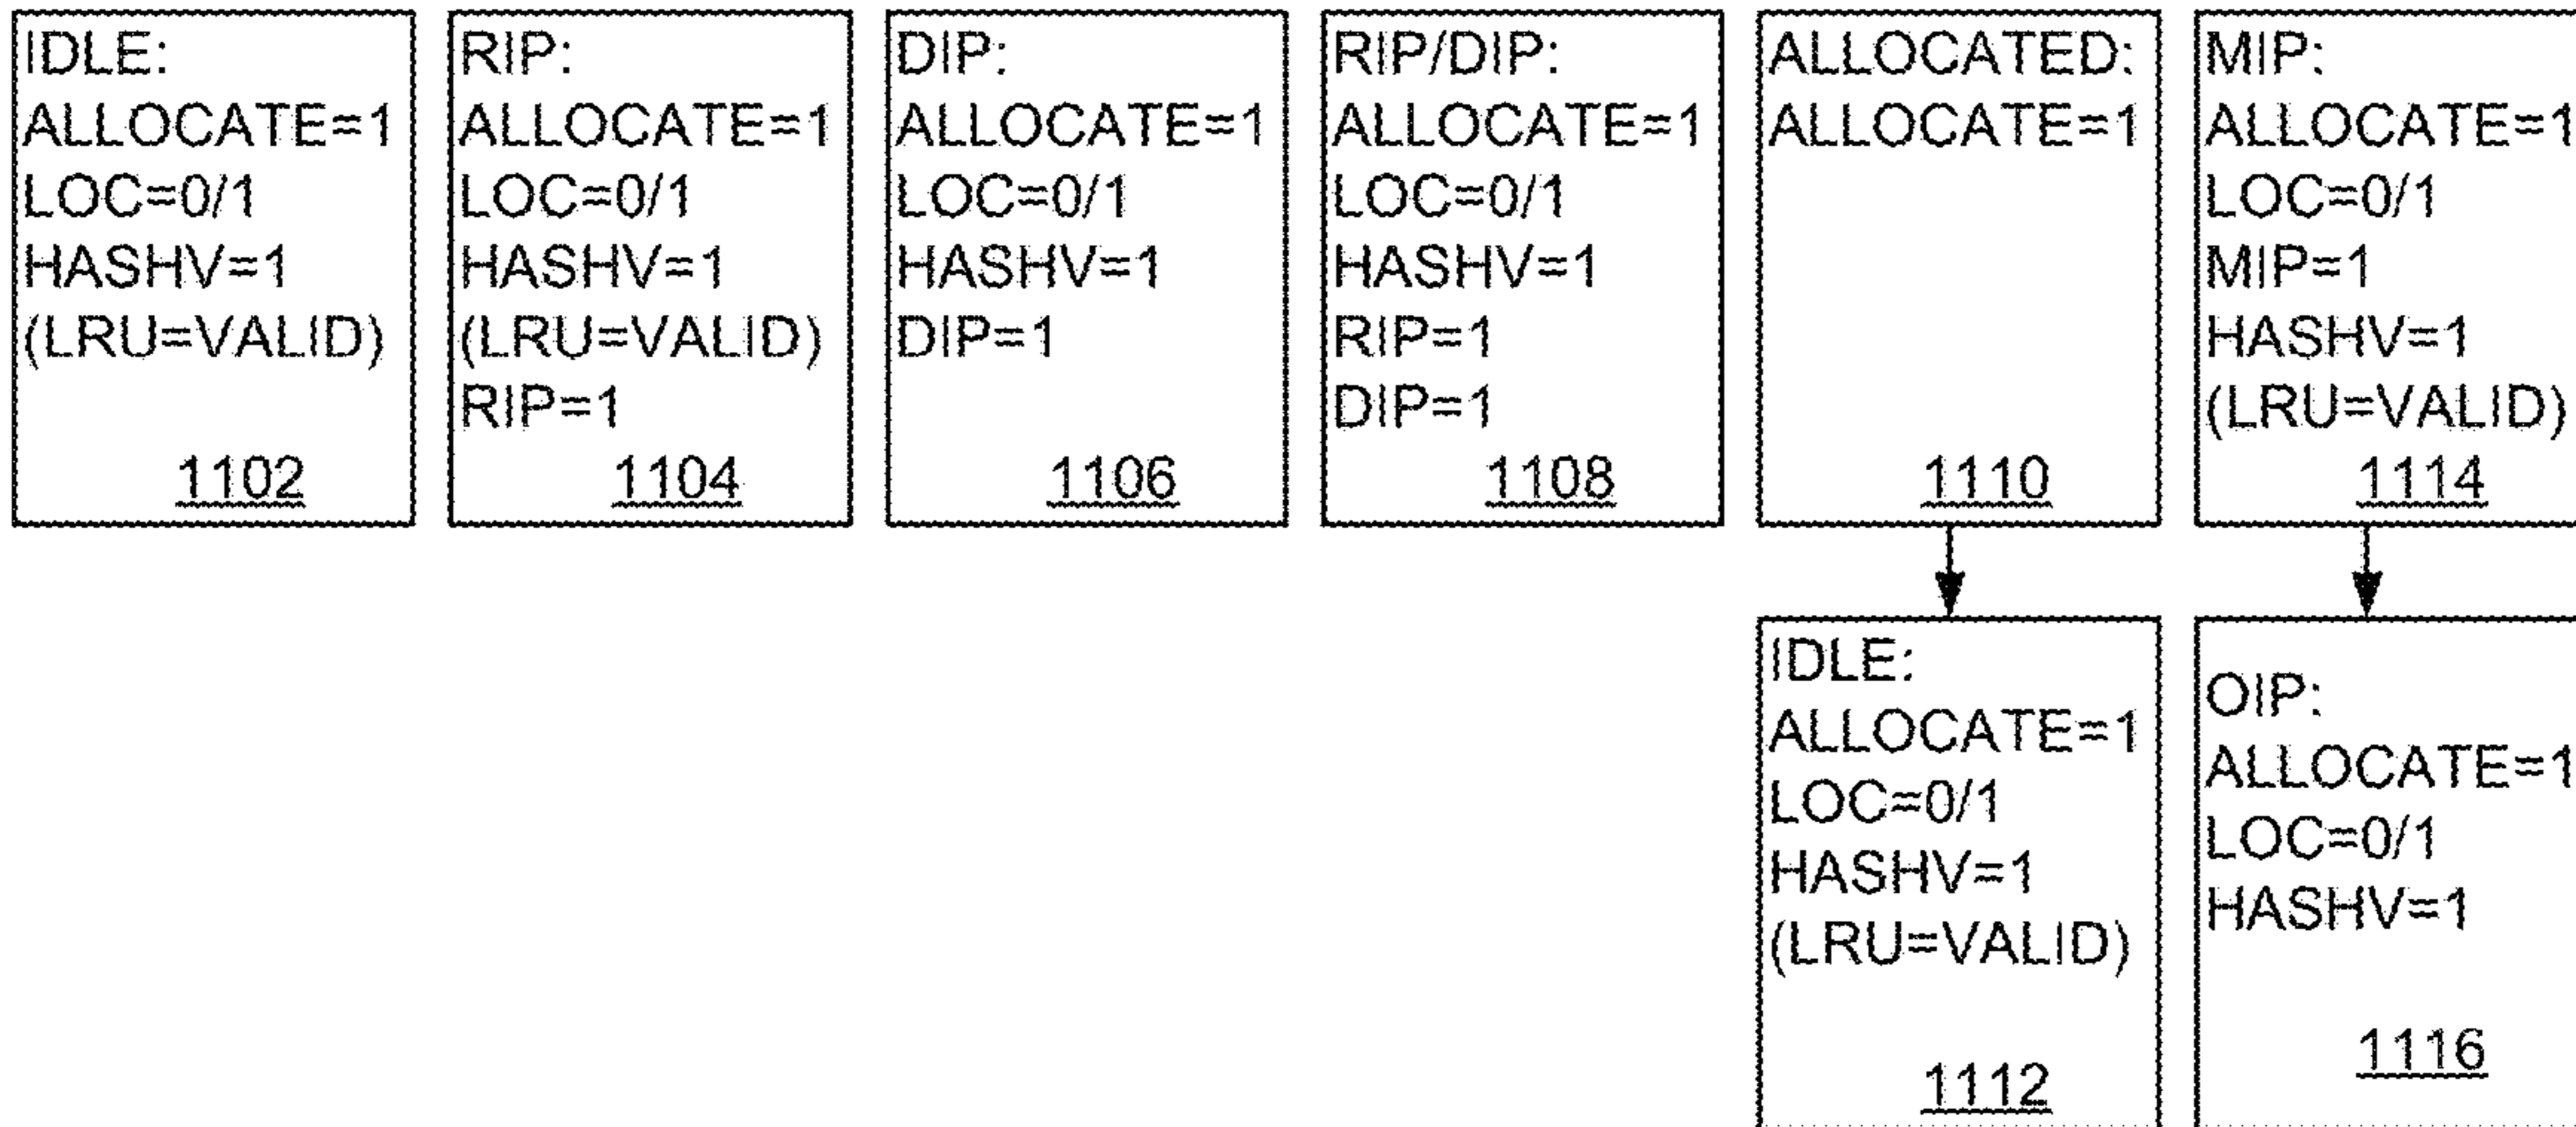 IDLE:
ALLOCATE=1
LOC=0/1
HASHV=1
(LRU=VALID)
1102
RIP:
ALLOCATE=1
LOC=0/1
HASHV=1
(LRU=VALID)
RIP=1
1104
DIP:
ALLOCATE=1
LOC=0/1
HASHV=1
DIP=1
1106
RIP/DIP:
ALLOCATE=1
LOC=0/1
HASHV=1
RIP=1
DIP=1
1108
ALLOCATED:
ALLOCATE=1
1110
MIP:
ALLOCATE=1
LOC=0/1
MIP=1
HASHV=1
(LRU=VALID)
1114
IDLE:
ALLOCATE=1
LOC=0/1
HASHV=1
(LRU=VALID)
1112
OIP:
ALLOCATE=1
LOC=0/1
HASHV=1
1116